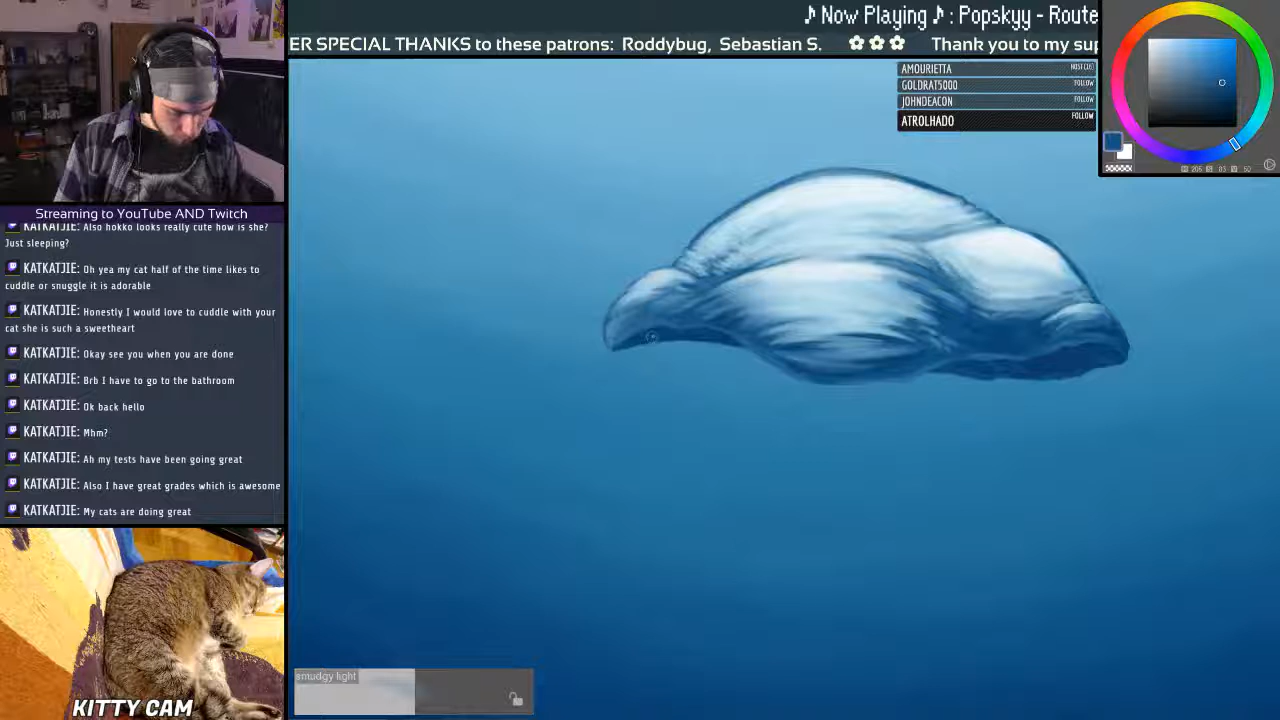 ♪ Now Playing ♪ : Popskyy - Route
ER SPECIAL THANKS to these patrons: Roddybug, Sebastian S. ✿ ✿ ✿ Thank you to my sup
AMOURIETTA
GOLDRAT5000 FOLLOW
JOHNDEACON FOLLOW
ATROLHADO FOLLOW
Streaming to YouTube AND Twitch
KATKATJIE: Also hokko looks really cute how is she?
Just sleeping?
KATKATJIE: Oh yea my cat half of the time likes to
cuddle or snuggle it is adorable
KATKATJIE: Honestly I would love to cuddle with your
cat she is such a sweetheart
KATKATJIE: Okay see you when you are done
KATKATJIE: Brb I have to go to the bathroom
KATKATJIE: Ok back hello
KATKATJIE: Mhm?
KATKATJIE: Ah my tests have been going great
KATKATJIE: Also I have great grades which is awesome
KATKATJIE: My cats are doing great
KITTY CAM
smudgy light